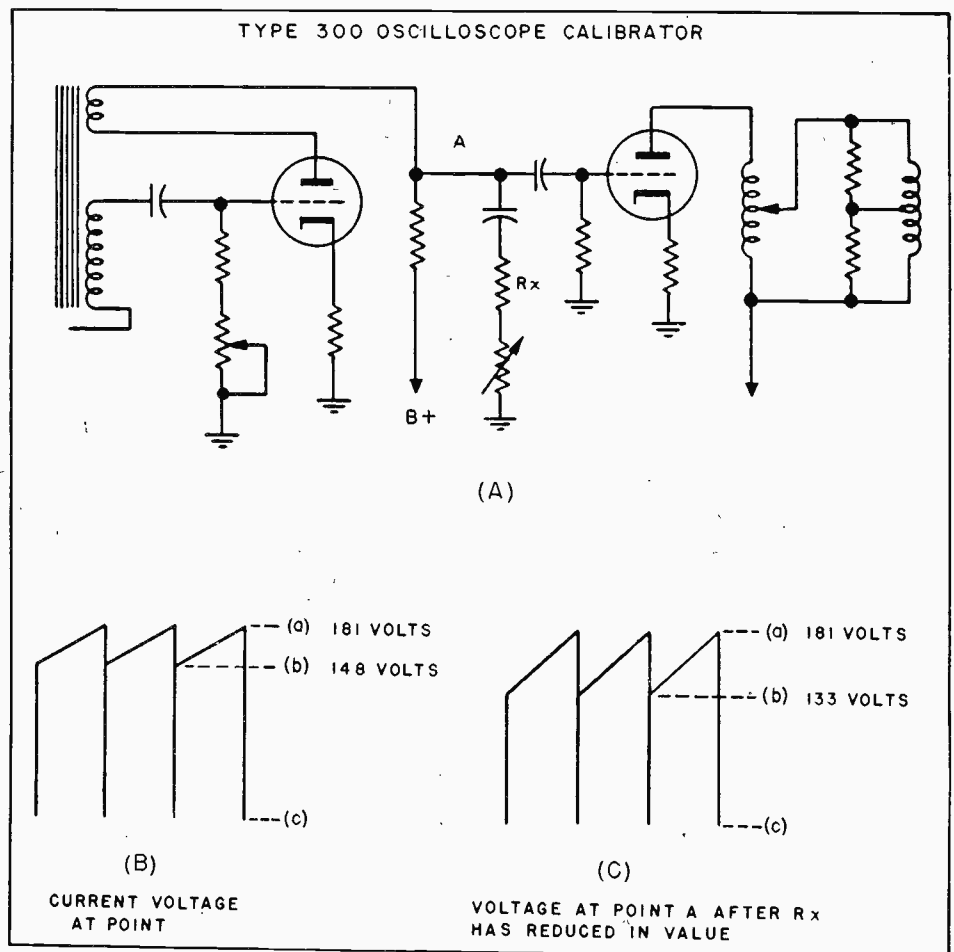 TYPE 300 OSCILLOSCOPE CALIBRATOR
A
Rx
B+
(A)
(a) 181 VOLTS
(b) 148 VOLTS
(c)
(a) 181 VOLTS
(b) 133 VOLTS
(c)
(B)
(C)
CURRENT VOLTAGE
AT POINT
VOLTAGE AT POINT A AFTER Rx
HAS REDUCED IN VALUE